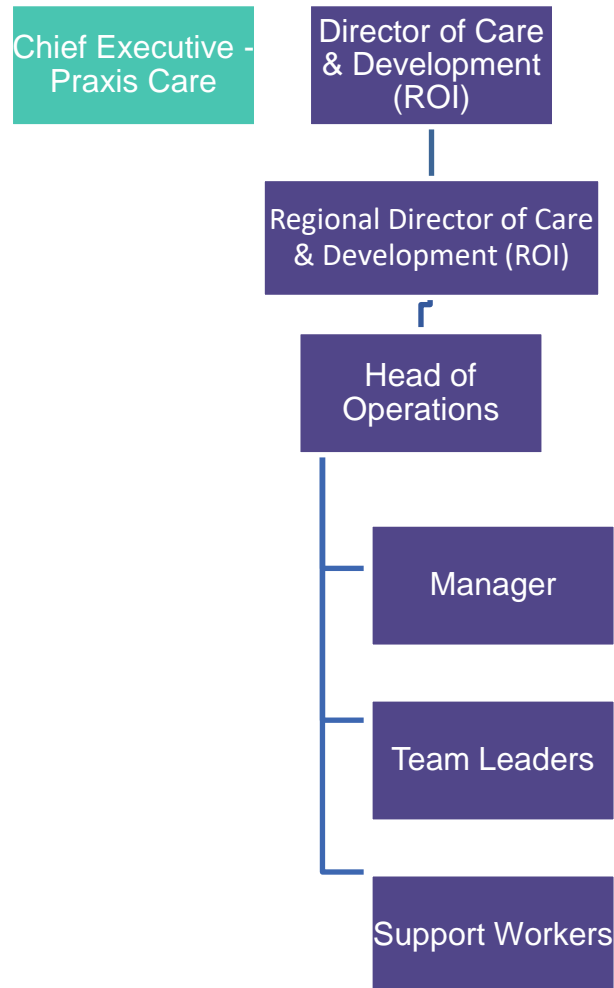 Chief Executive -
Praxis Care
Director of Care
& Development
(ROI)
Regional Director of Care
& Development (ROI)
Head of
Operations
Manager
Team Leaders
Support Workers